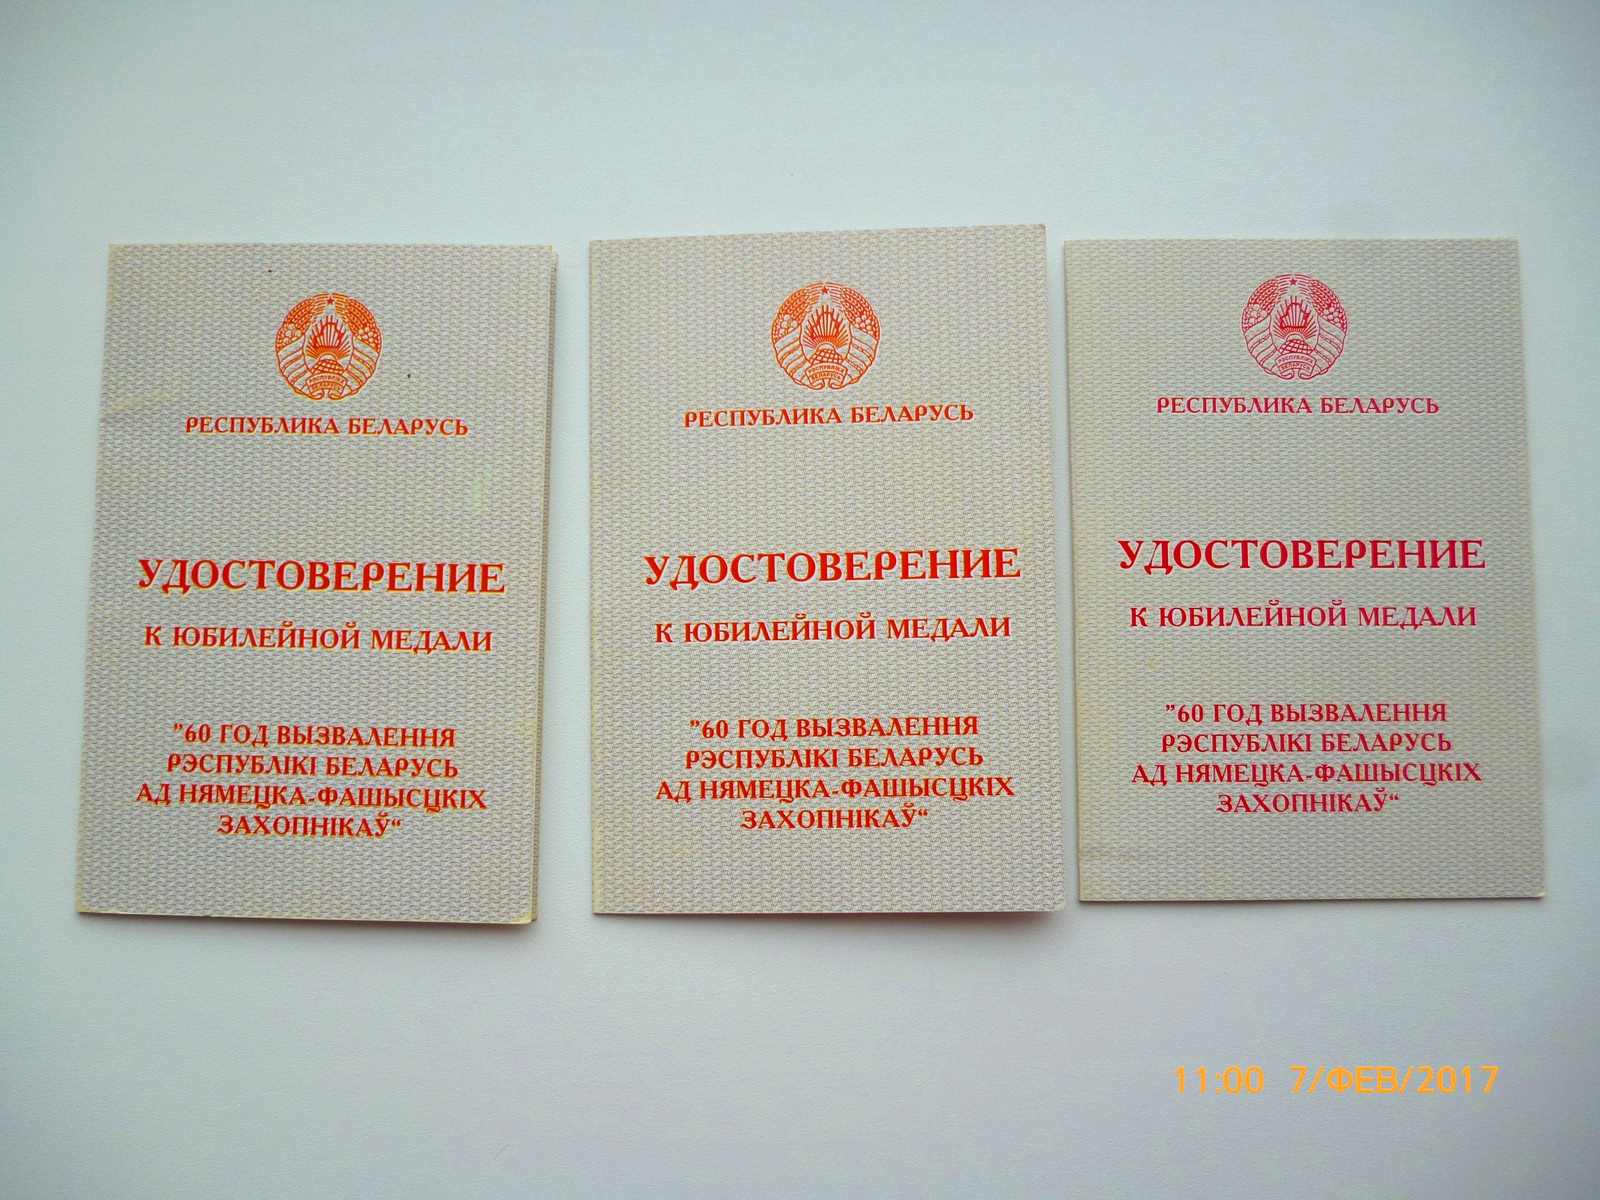 РЕСПУБЛИКА БЕЛАРУСЬ
УДОСТОВЕРЕНИЕ
К ЮБИЛЕЙНОЙ МЕДАЛИ
"60 ГОД ВЫЗВАЛЕННЯ
РЭСПУБЛІКІ БЕЛАРУСЬ
АД НЯМЕЦКА-ФАШЫСЦКІХ
ЗАХОПНІКАЎ“
РЕСПУБЛИКА БЕЛАРУСЬ
УДОСТОВЕРЕНИЕ
К ЮБИЛЕЙНОЙ МЕДАЛИ
"60 ГОД ВЫЗВАЛЕННЯ
РЭСПУБЛІКІ БЕЛАРУСЬ
АД НЯМЕЦКА-ФАШЫСЦКІХ
ЗАХОПНІКАЎ“
РЕСПУБЛИКА БЕЛАРУСЬ
УДОСТОВЕРЕНИЕ
К ЮБИЛЕЙНОЙ МЕДАЛИ
"60 ГОД ВЫЗВАЛЕННЯ
РЭСПУБЛІКІ БЕЛАРУСЬ
АД НЯМЕЦКА-ФАШЫСЦКІХ
ЗАХОПНІКАЎ“
11:00 7/ФЕВ/2017